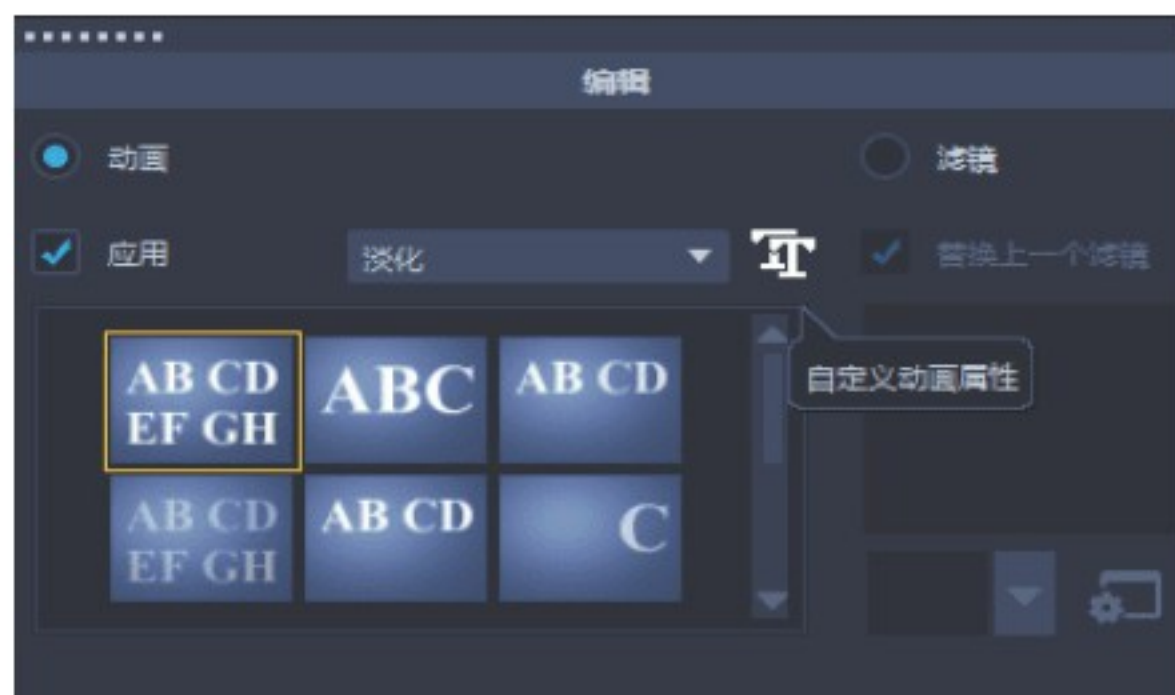 编辑
动画
滤镜
应用
淡化
替换上一个滤镜
自定义动画属性
AB CD
EF GH
ABC
AB CD
AB CD
EF GH
AB CD
C